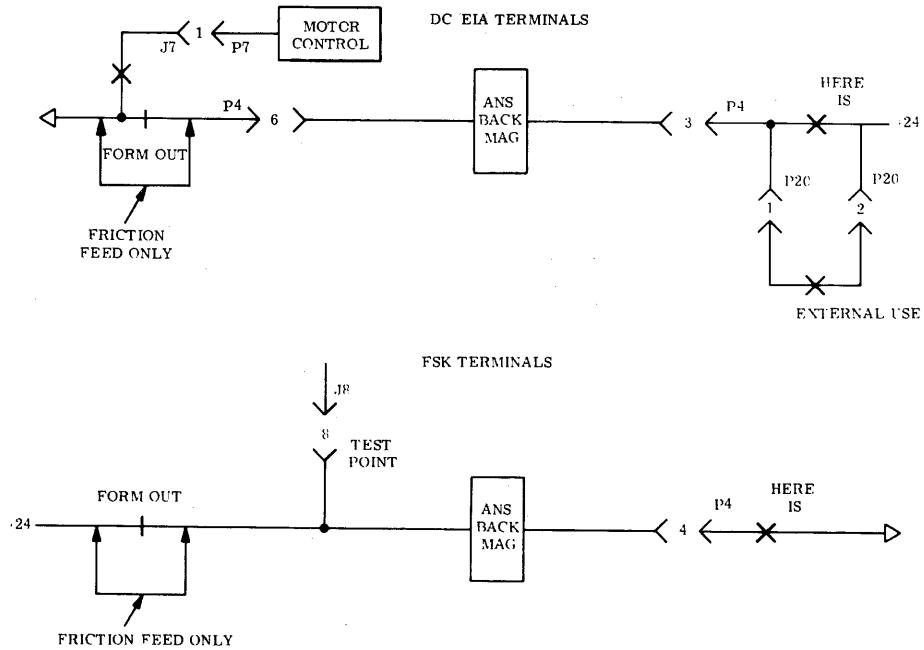 DC EIA TERMINALS
MOTOR
CONTROL
J7
1
P7
P4
6
ANS
BACK
MAG
3
P4
HERE
IS
+24
FORM OUT
P20
P20
1
2
FRICTION
FEED ONLY
EXTERNAL USE
FSK TERMINALS
J8
8
TEST
POINT
FORM OUT
+24
ANS
BACK
MAG
4
P4
HERE
IS
FRICTION FEED ONLY